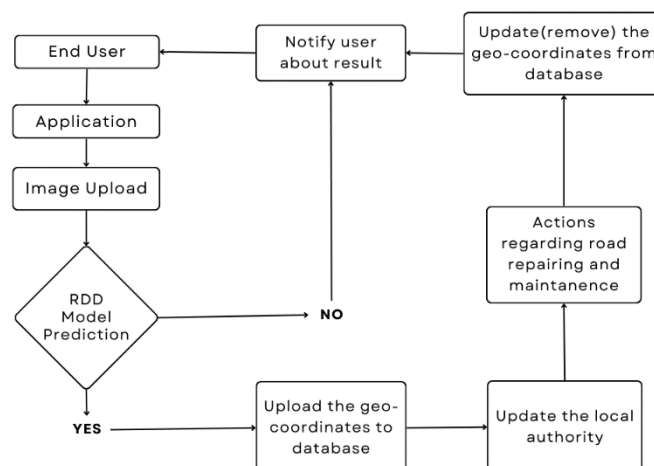 End User
Notify user
about result
Update(remove) the
geo-coordinates from
database
Application
Image Upload
Actions
regarding road
repairing and
maintanence
RDD
Model
Prediction
NO
YES
Upload the geo-
coordinates to
database
Update the local
authority